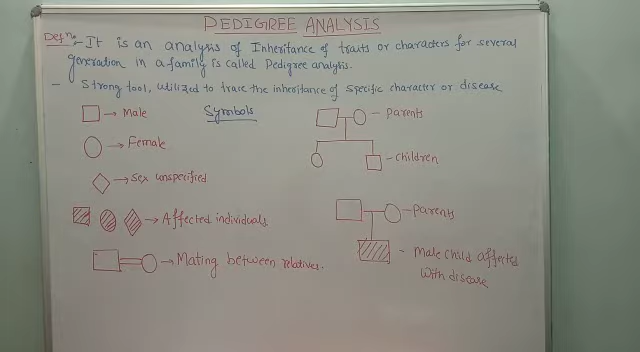 PEDIGREE ANALYSIS
Defn:- It is an analysis of Inheritance of traits or characters for several
generation in a family is called Pedigree analysis.
- Strong tool, utilized to trace the inheritance of specific character or disease
Symbols
→ Male
→ Female
→ Sex unspecified
→ Affected individuals
→ Mating between relatives.
- parents
- children
- parents
- Male child affected
with disease